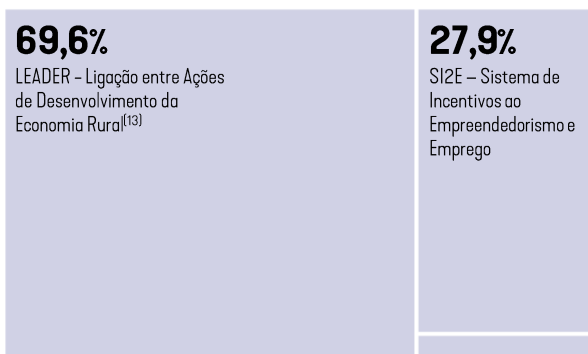 69,6%
LEADER – Ligação entre Ações
de Desenvolvimento da
Economia Rural(13)
27,9%
SI2E – Sistema de
Incentivos ao
Empreendedorismo e
Emprego